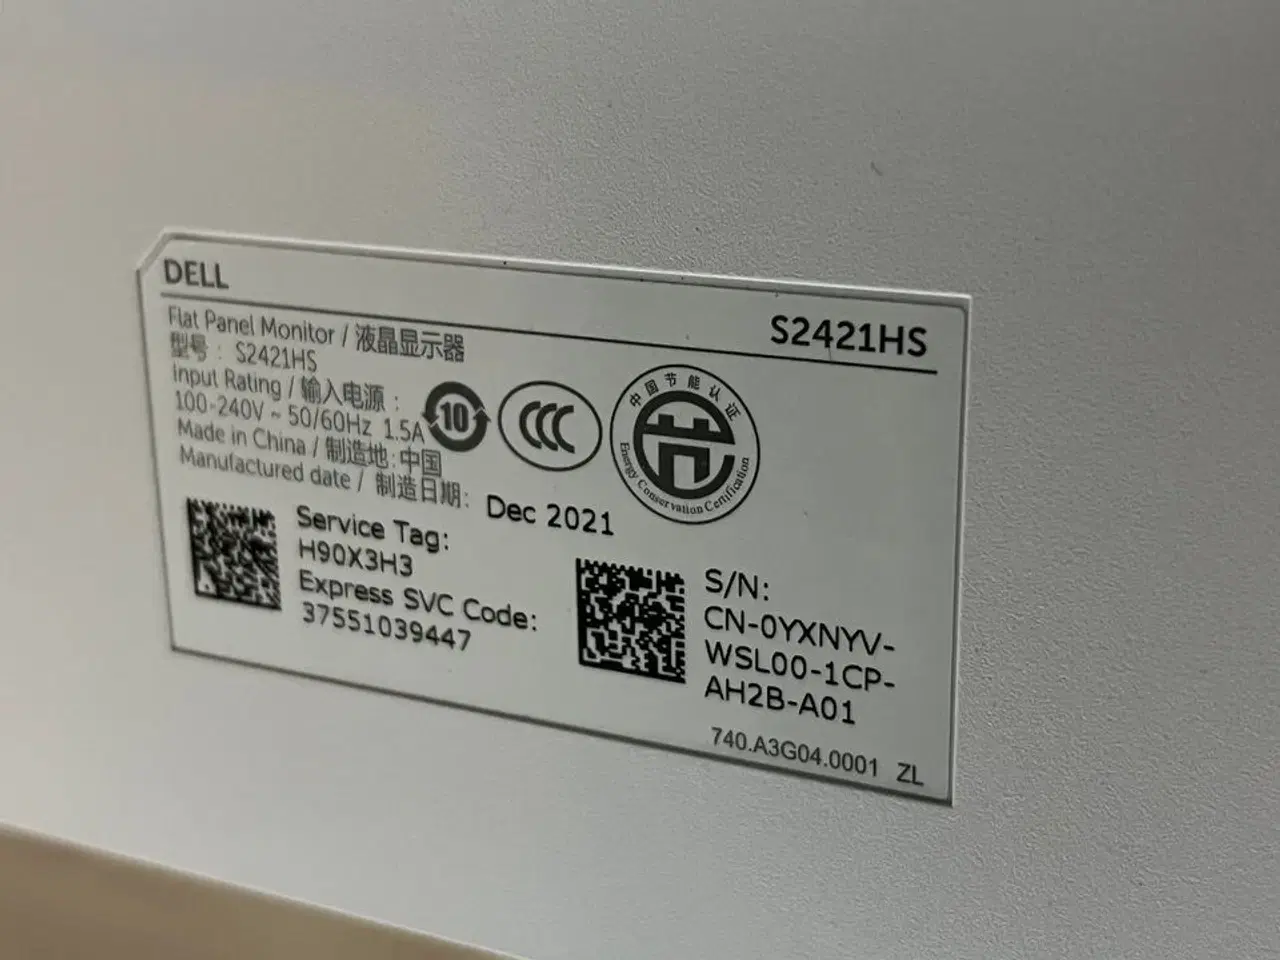 DELL
S2421HS
Flat Panel Monitor / 液晶显示器
型号 : S2421HS
Input Rating / 输入电源 :
100-240V ~ 50/60Hz 1.5A
Made in China / 制造地: 中国
Manufactured date / 制造日期: Dec 2021
10
CCC
中国节能认证
节
Energy Conservation Certification
Service Tag:
H90X3H3
Express SVC Code:
37551039447
S/N:
CN-0YXNYV-
WSL00-1CP-
AH2B-A01
740.A3G04.0001 ZL